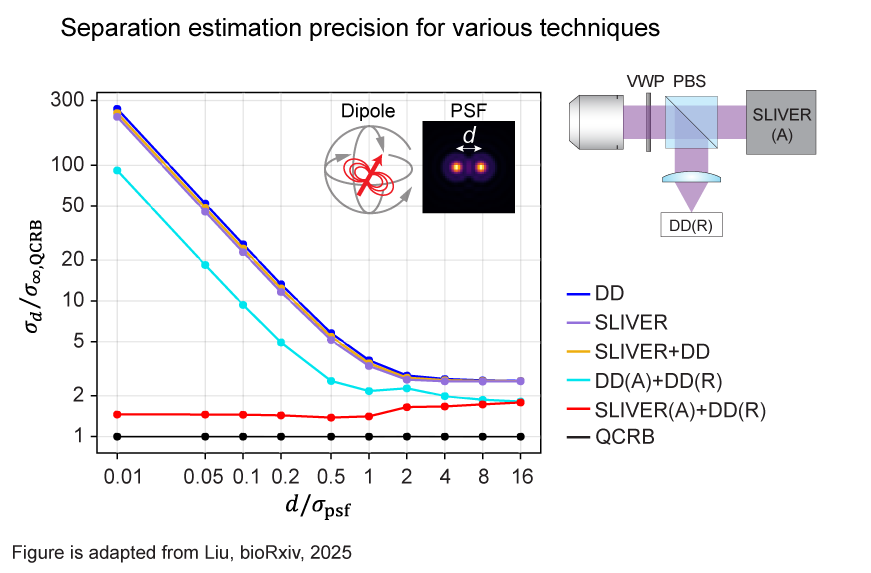 Separation estimation precision for various techniques
σd/σ∞,QCRB
300
100
50
20
10
5
2
1
0.01 0.05 0.1 0.2 0.5 1 2 4 8 16
d/σpsf
Dipole
PSF
d
VWP PBS
SLIVER
(A)
DD(R)
DD
SLIVER
SLIVER+DD
DD(A)+DD(R)
SLIVER(A)+DD(R)
QCRB
Figure is adapted from Liu, bioRxiv, 2025